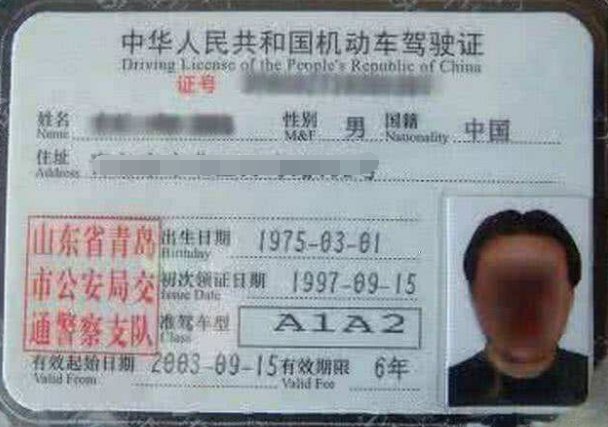 中华人民共和国机动车驾驶证
Driving License of the People's Republic of China
证号
姓名 性别 男 国籍 中国
Name M&F Nationality
住址
Address
山东省青岛
市公安局交
通警察支队
出生日期 1975-03-01
Birthday
初次领证日期 1997-09-15
Issue Date
准驾车型 A1A2
Class
有效起始日期 2003-09-15 有效期限 6年
Valid From Valid For